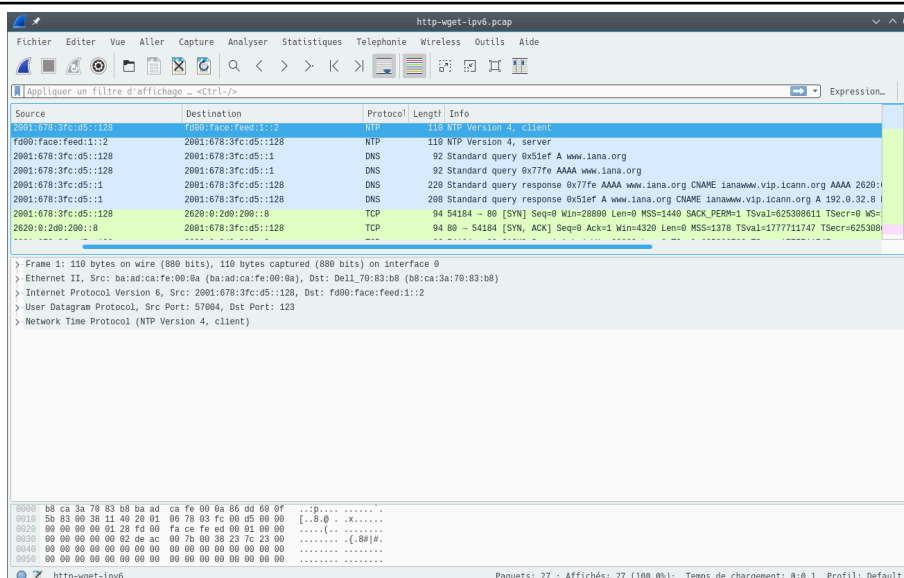 http-wget-ipv6.pcap
Fichier Editer Vue Aller Capture Analyser Statistiques Telephonie Wireless Outils Aide
Appliquer un filtre d'affichage … <Ctrl-/> Expression…
Source Destination Protocol Length Info
2001:678:3fc:d5::128 fd00:face:feed:1::2 NTP 110 NTP Version 4, client
fd00:face:feed:1::2 2001:678:3fc:d5::128 NTP 110 NTP Version 4, server
2001:678:3fc:d5::128 2001:678:3fc:d5::1 DNS 92 Standard query 0x51ef A www.iana.org
2001:678:3fc:d5::128 2001:678:3fc:d5::1 DNS 92 Standard query 0x77fe AAAA www.iana.org
2001:678:3fc:d5::1 2001:678:3fc:d5::128 DNS 220 Standard query response 0x77fe AAAA www.iana.org CNAME ianawww.vip.icann.org AAAA 2620:
2001:678:3fc:d5::1 2001:678:3fc:d5::128 DNS 208 Standard query response 0x51ef A www.iana.org CNAME ianawww.vip.icann.org A 192.0.32.8
2001:678:3fc:d5::128 2620:0:2d0:200::8 TCP 94 54184 → 80 [SYN] Seq=0 Win=28800 Len=0 MSS=1440 SACK_PERM=1 TSval=625308611 TSecr=0 WS=
2620:0:2d0:200::8 2001:678:3fc:d5::128 TCP 94 80 → 54184 [SYN, ACK] Seq=0 Ack=1 Win=4320 Len=0 MSS=1378 TSval=1777711747 TSecr=625308
Frame 1: 110 bytes on wire (880 bits), 110 bytes captured (880 bits) on interface 0
Ethernet II, Src: ba:ad:ca:fe:00:0a (ba:ad:ca:fe:00:0a), Dst: Dell_70:83:b8 (b8:ca:3a:70:83:b8)
Internet Protocol Version 6, Src: 2001:678:3fc:d5::128, Dst: fd00:face:feed:1::2
User Datagram Protocol, Src Port: 57004, Dst Port: 123
Network Time Protocol (NTP Version 4, client)
0000 b8 ca 3a 70 83 b8 ba ad ca fe 00 0a 86 dd 60 0f ..:p.... ......`.
0010 5b 83 00 38 11 40 20 01 06 78 03 fc 00 d5 00 00 [..8.@ . .x......
0020 00 00 00 00 01 28 fd 00 fa ce fe ed 00 01 00 00 .....(.. ........
0030 00 00 00 00 00 02 de ac 00 7b 00 38 23 7c 23 00 ........ .{.8#|#.
0040 00 00 00 00 00 00 00 00 00 00 00 00 00 00 00 00 ........ ........
0050 00 00 00 00 00 00 00 00 00 00 00 00 00 00 00 00 ........ ........
http-wget-ipv6 Paquets: 27 · Affichés: 27 (100.0%)· Temps de chargement: 0:0.1 Profil: Default